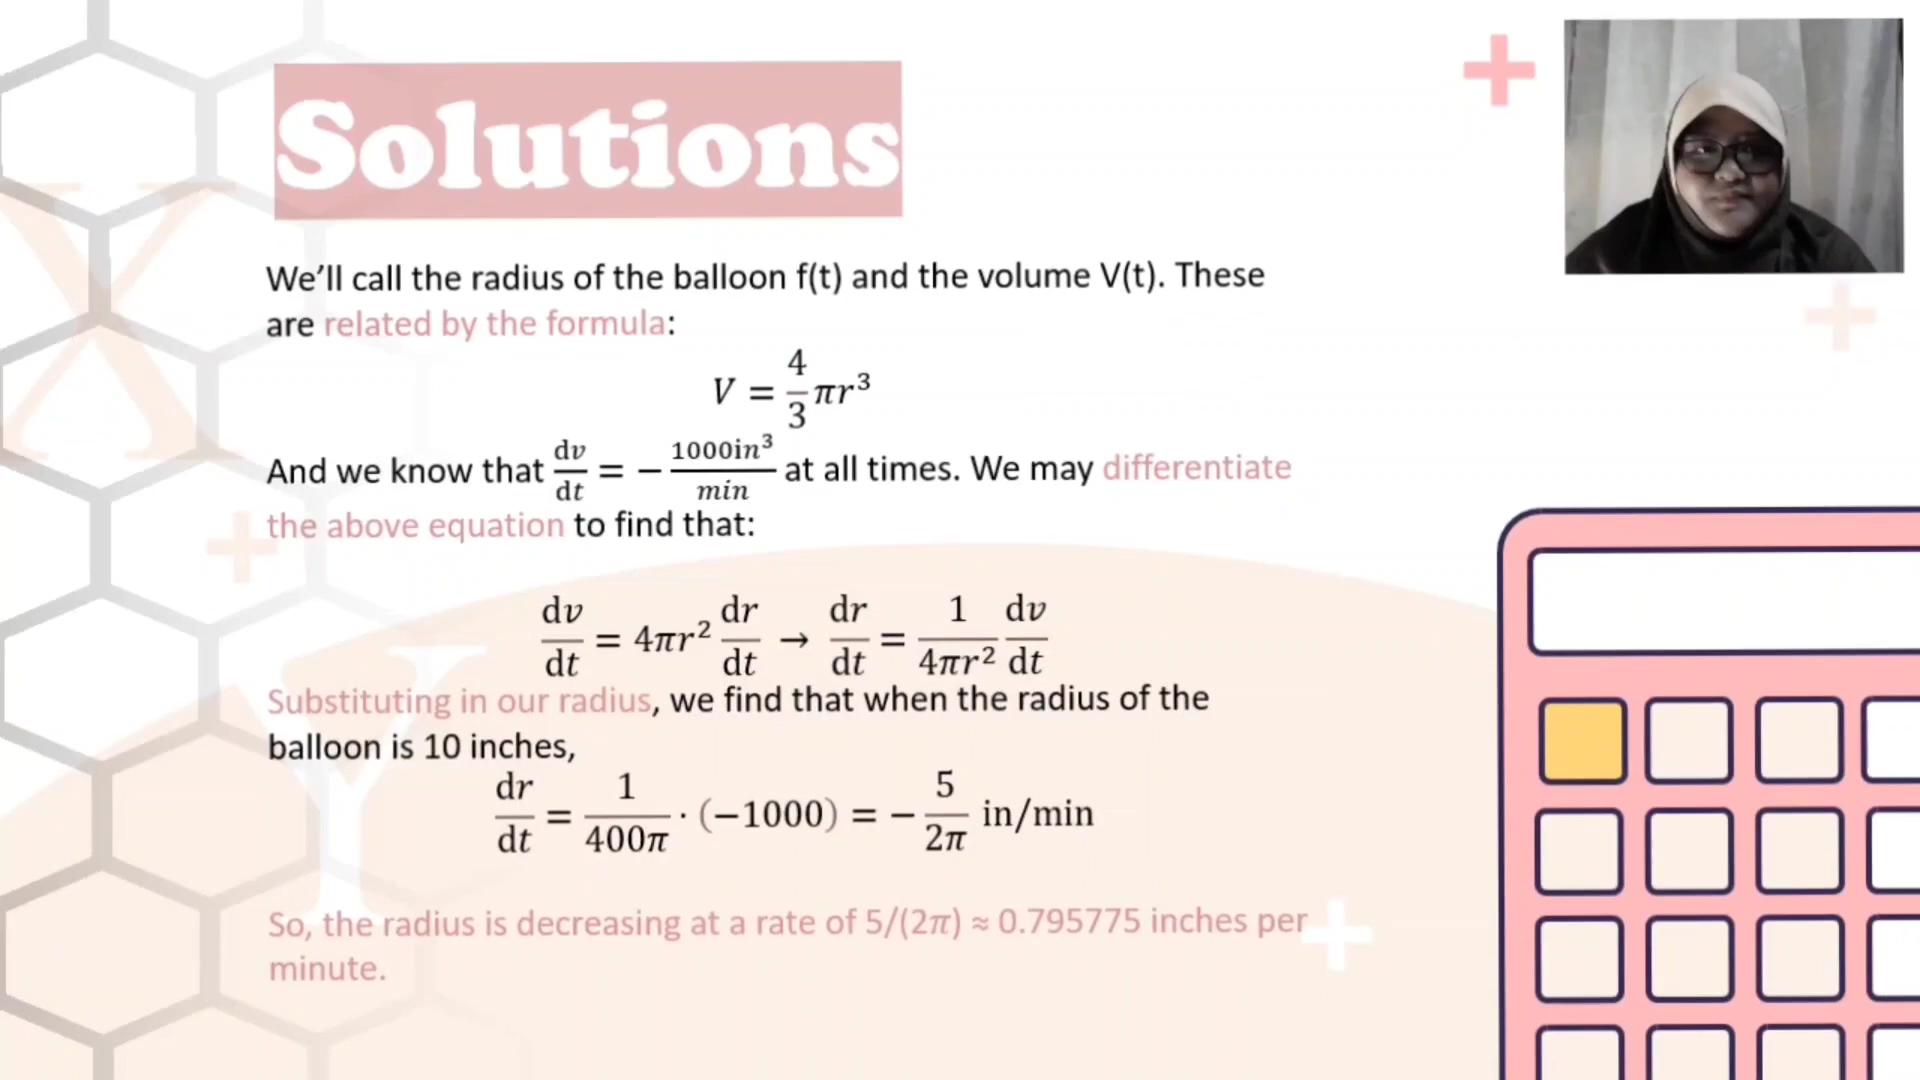 Solutions
We'll call the radius of the balloon f(t) and the volume V(t). These
are related by the formula:
V = 4/3 πr³
And we know that dv/dt = − 1000in³/min at all times. We may differentiate
the above equation to find that:
dv/dt = 4πr² dr/dt → dr/dt = 1/4πr² dv/dt
Substituting in our radius, we find that when the radius of the
balloon is 10 inches,
dr/dt = 1/400π · (−1000) = − 5/2π in/min
So, the radius is decreasing at a rate of 5/(2π) ≈ 0.795775 inches per
minute.
X
Y